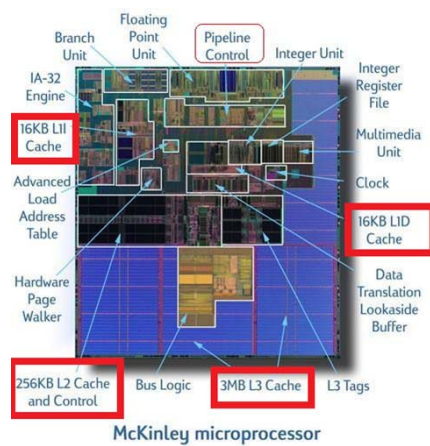 Floating
Point
Unit
Pipeline
Control
Branch
Unit
Integer Unit
IA-32
Engine
Integer
Register
File
16KB L1I
Cache
Multimedia
Unit
Clock
Advanced
Load
Address
Table
16KB L1D
Cache
Hardware
Page
Walker
Data
Translation
Lookaside
Buffer
256KB L2 Cache
and Control
Bus Logic
3MB L3 Cache
L3 Tags
McKinley microprocessor